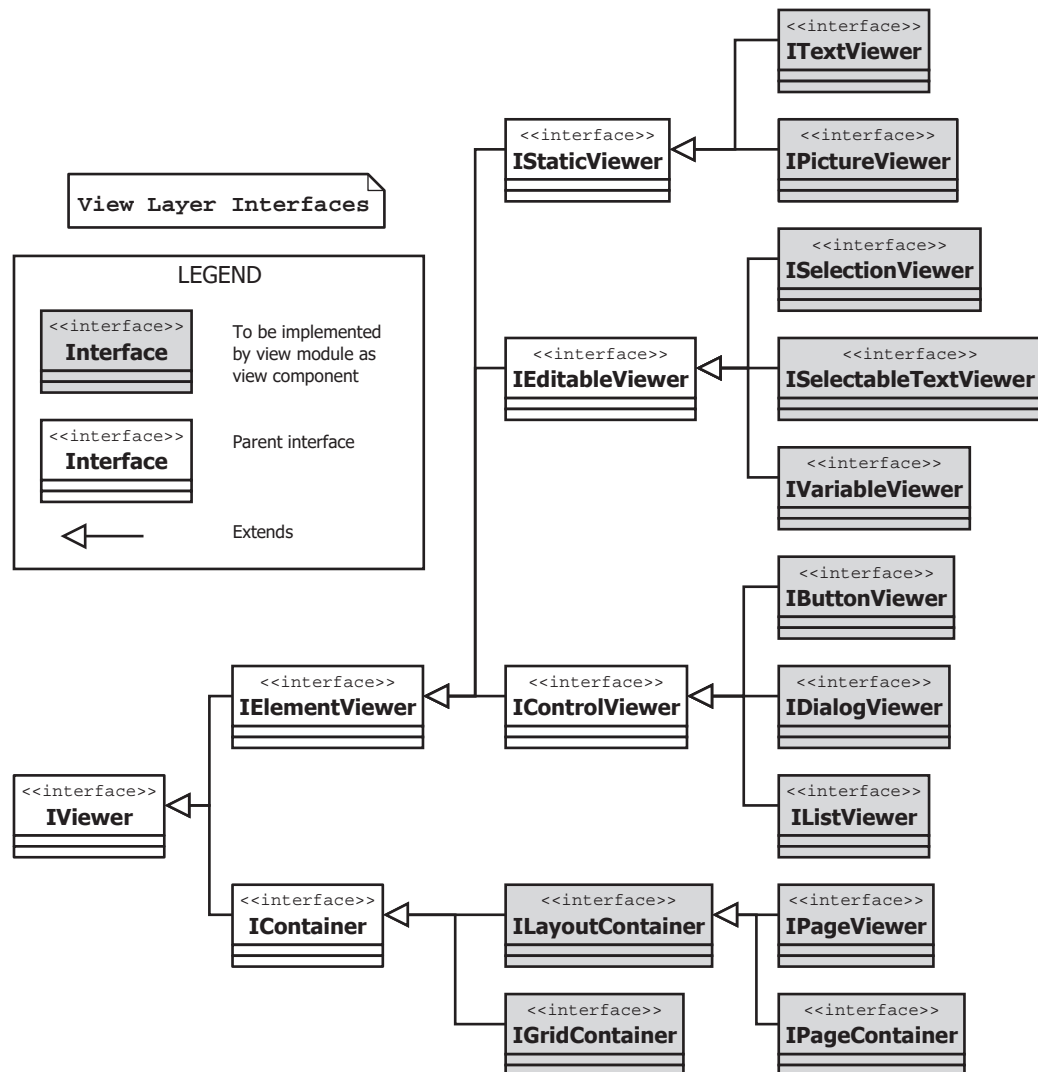 <<interface>>
ITextViewer
<<interface>>
IStaticViewer
<<interface>>
IPictureViewer
View Layer Interfaces
<<interface>>
ISelectionViewer
LEGEND
<<interface>>
Interface
To be implemented
by view module as
view component
<<interface>>
IEditableViewer
<<interface>>
ISelectableTextViewer
<<interface>>
Interface
Parent interface
<<interface>>
IVariableViewer
Extends
<<interface>>
IButtonViewer
<<interface>>
IElementViewer
<<interface>>
IControlViewer
<<interface>>
IDialogViewer
<<interface>>
IViewer
<<interface>>
IListViewer
<<interface>>
IContainer
<<interface>>
ILayoutContainer
<<interface>>
IPageViewer
<<interface>>
IGridContainer
<<interface>>
IPageContainer